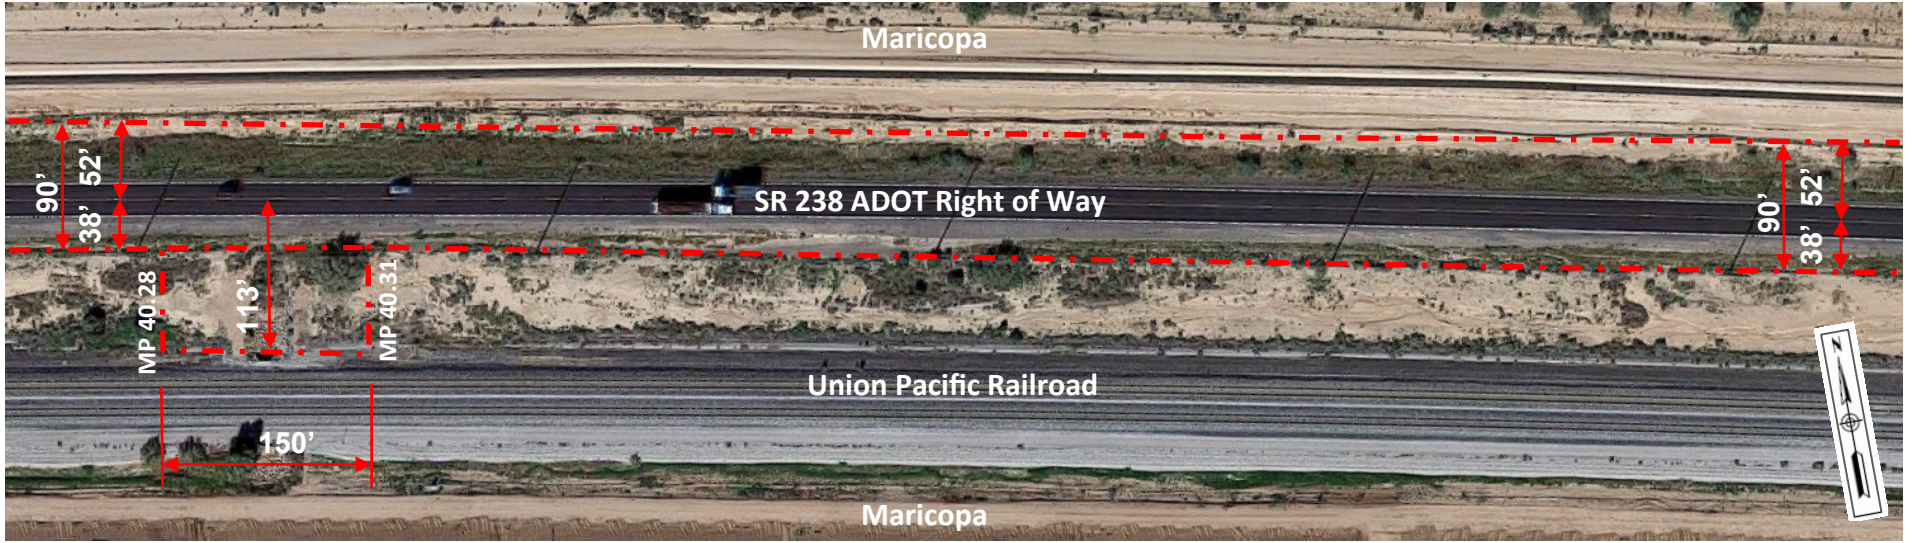 Maricopa
90’
52’
38’
SR 238 ADOT Right of Way
90’
52’
38’
MP 40.28
113’
MP 40.31
Union Pacific Railroad
N
150’
Maricopa